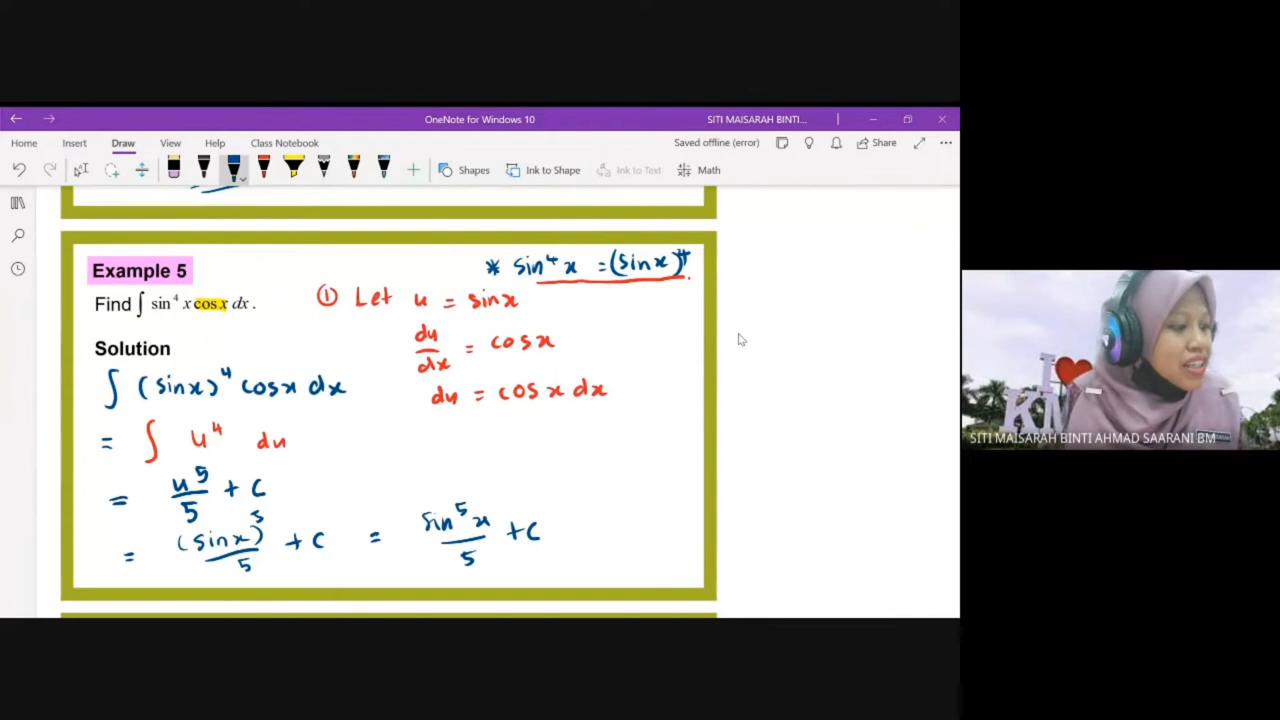 OneNote for Windows 10
SITI MAISARAH BINTI...
Home Insert Draw View Help Class Notebook
Saved offline (error) Share
Shapes Ink to Shape Ink to Text Math
Example 5
* sin⁴ x = (sin x)⁴
Find ∫ sin⁴ x cos x dx.
① Let u = sin x
du/dx = cos x
du = cos x dx
Solution
∫ (sin x)⁴ cos x dx
= ∫ u⁴ du
= u⁵/5 + c
= (sin x)⁵/5 + c = sin⁵ x/5 + c
I
KM
SITI MAISARAH BINTI AHMAD SAARANI BM